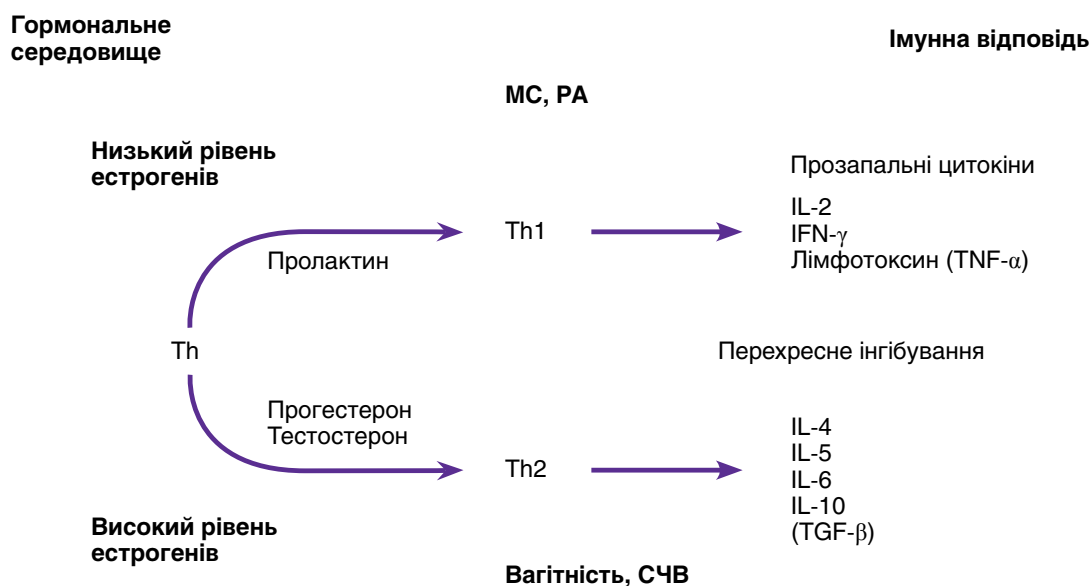 Гормональне
середовище
Імунна відповідь
МС, РА
Низький рівень
естрогенів
Прозапальні цитокіни
IL-2
IFN-γ
Лімфотоксин (TNF-α)
Th1
Пролактин
Th
Перехресне інгібування
Прогестерон
Тестостерон
Th2
IL-4
IL-5
IL-6
IL-10
(TGF-β)
Високий рівень
естрогенів
Вагітність, СЧВ